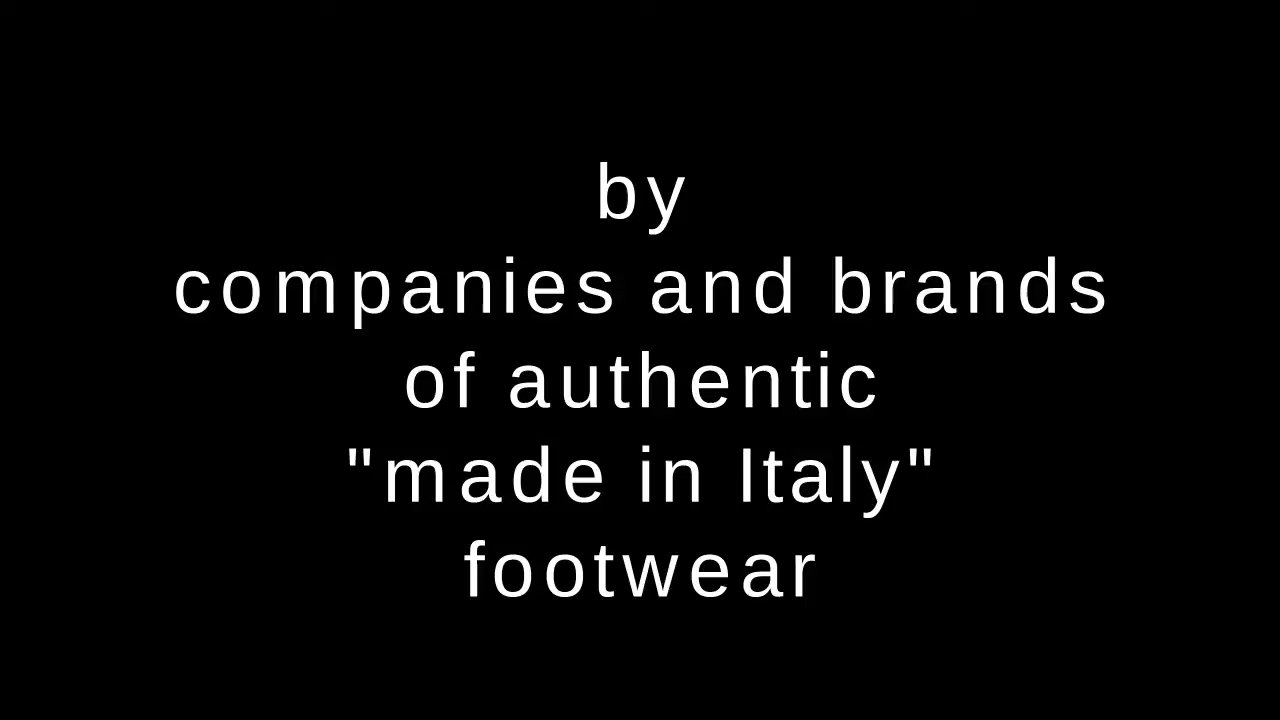 by
companies and brands
of authentic
"made in Italy"
footwear